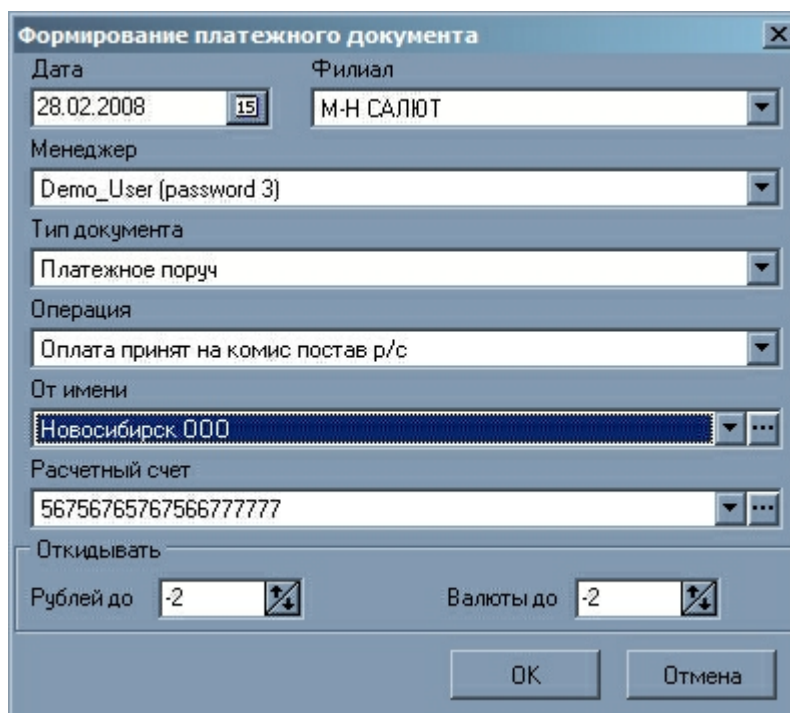 Формирование платежного документа
Дата Филиал
28.02.2008 15 М-Н САЛЮТ
Менеджер
Demo_User (password 3)
Тип документа
Платежное поруч
Операция
Оплата принят на комис постав р/с
От имени
Новосибирск ООО
Расчетный счет
56756765767566777777
Откидывать
Рублей до -2 Валюты до -2
OK Отмена